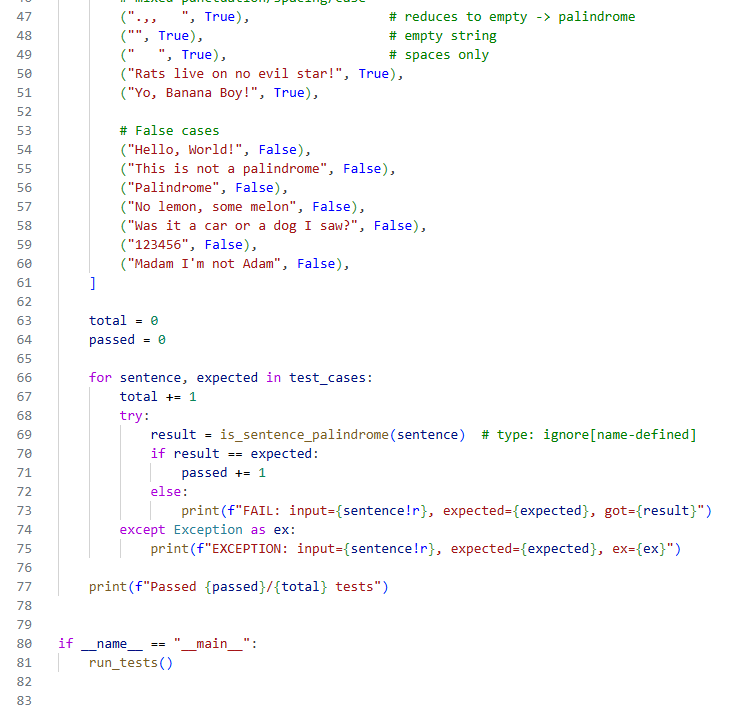 46 # mixed punctuation/spacing/case
47 (".,,   ", True),                  # reduces to empty -> palindrome
48 ("", True),                        # empty string
49 ("   ", True),                     # spaces only
50 ("Rats live on no evil star!", True),
51 ("Yo, Banana Boy!", True),
52
53 # False cases
54 ("Hello, World!", False),
55 ("This is not a palindrome", False),
56 ("Palindrome", False),
57 ("No lemon, some melon", False),
58 ("Was it a car or a dog I saw?", False),
59 ("123456", False),
60 ("Madam I'm not Adam", False),
61 ]
62
63 total = 0
64 passed = 0
65
66 for sentence, expected in test_cases:
67 total += 1
68 try:
69 result = is_sentence_palindrome(sentence)  # type: ignore[name-defined]
70 if result == expected:
71 passed += 1
72 else:
73 print(f"FAIL: input={sentence!r}, expected={expected}, got={result}")
74 except Exception as ex:
75 print(f"EXCEPTION: input={sentence!r}, expected={expected}, ex={ex}")
76
77 print(f"Passed {passed}/{total} tests")
78
79
80 if __name__ == "__main__":
81 run_tests()
82
83